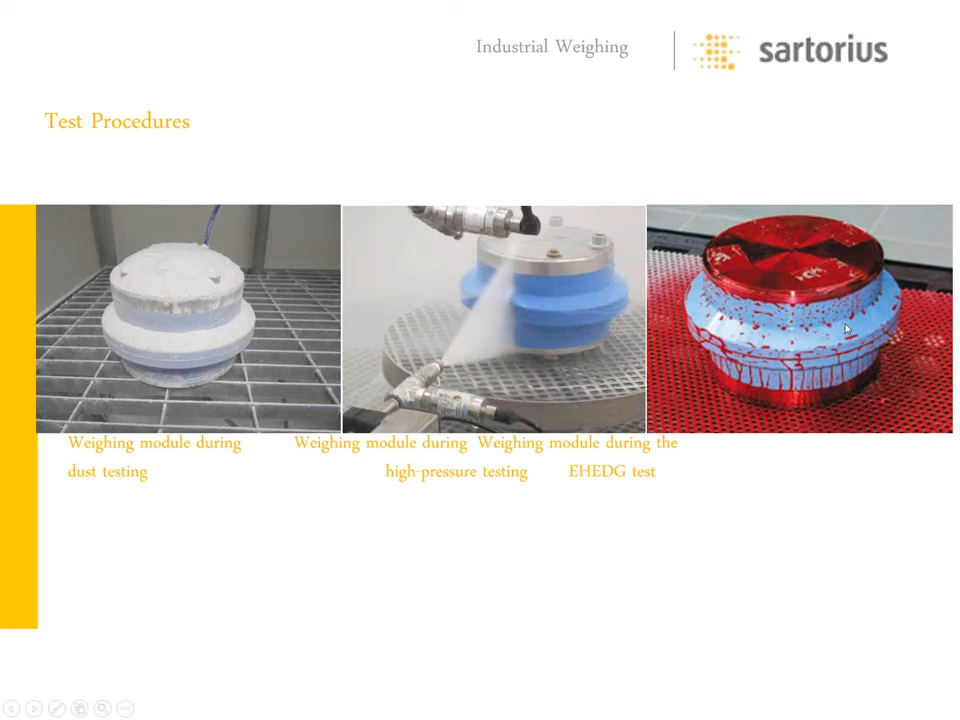 Industrial Weighing
sartorius
Test Procedures
Weighing module during Weighing module during Weighing module during the
dust testing high-pressure testing EHEDG test